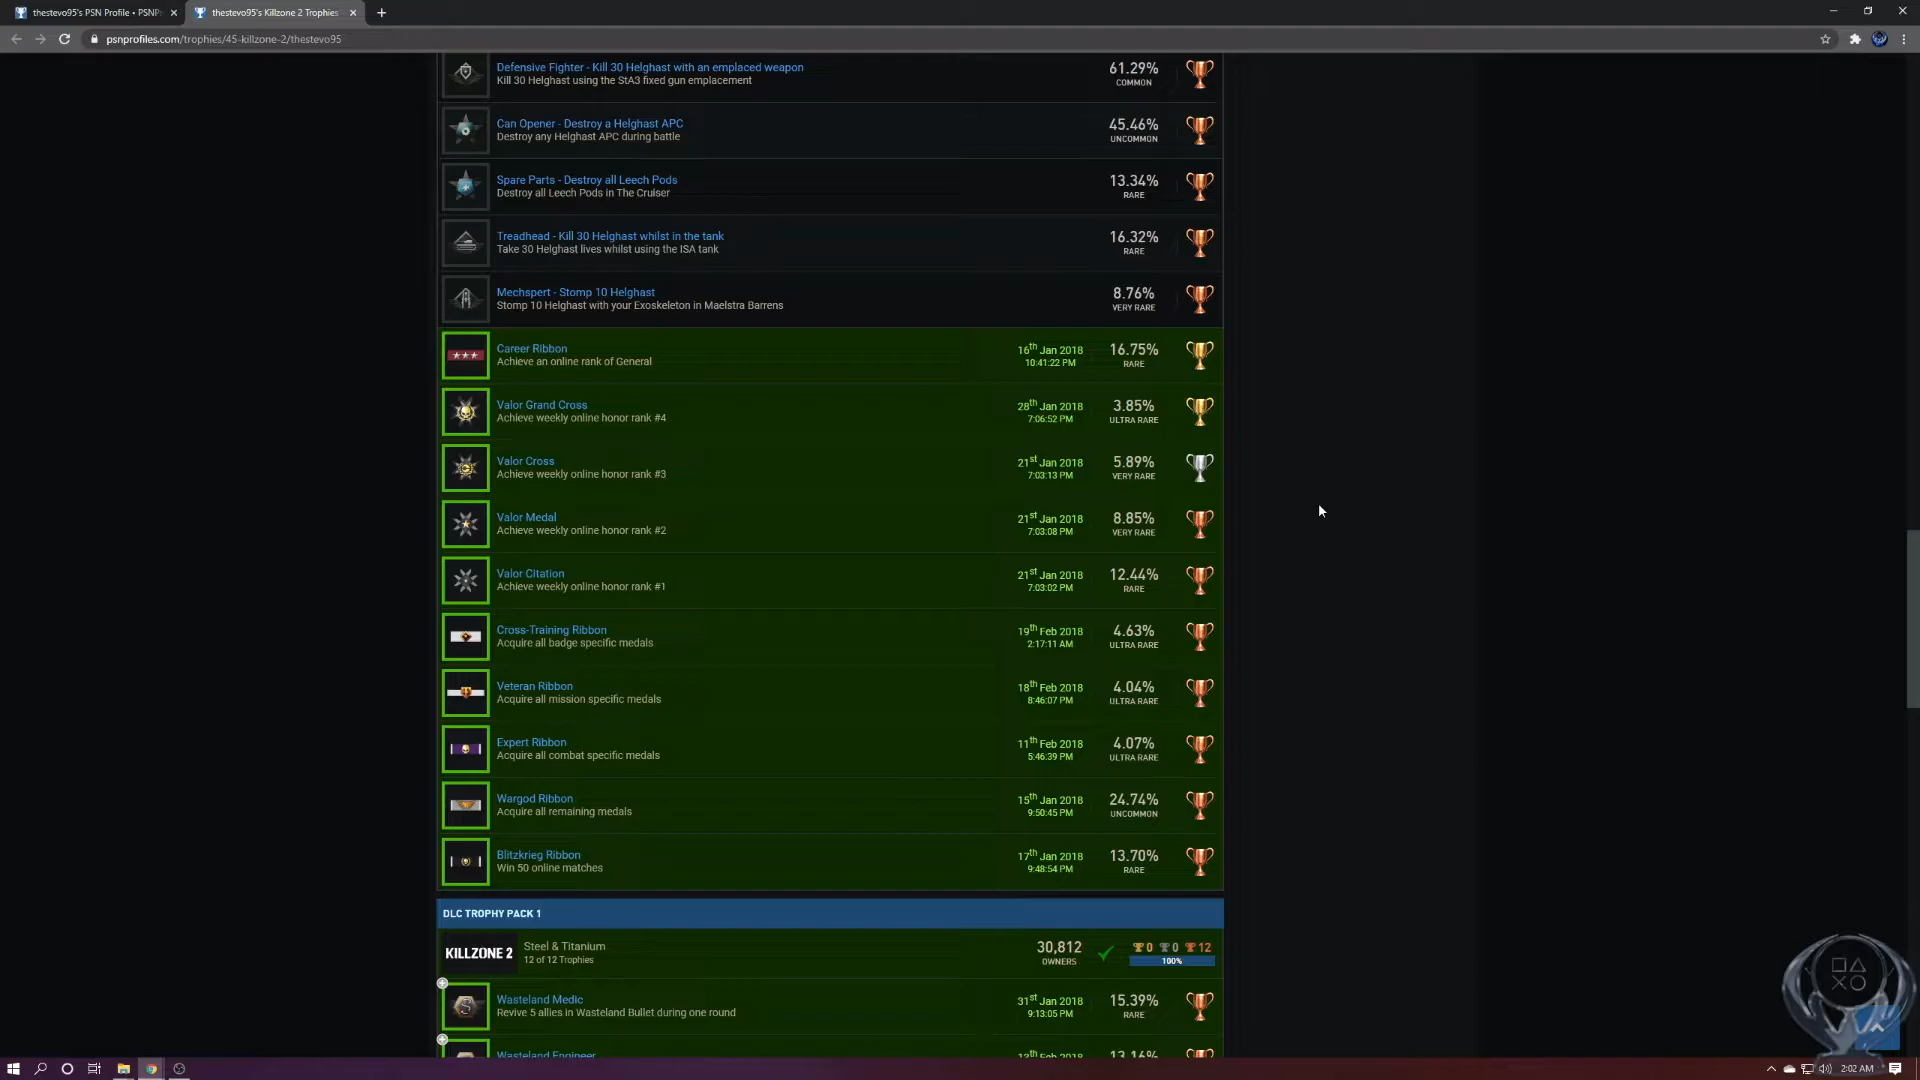 thestevo95's PSN Profile • PSNP
thestevo95's Killzone 2 Trophies
psnprofiles.com/trophies/45-killzone-2/thestevo95
Defensive Fighter - Kill 30 Helghast with an emplaced weapon
Kill 30 Helghast using the StA3 fixed gun emplacement
61.29%
COMMON
Can Opener - Destroy a Helghast APC
Destroy any Helghast APC during battle
45.46%
UNCOMMON
Spare Parts - Destroy all Leech Pods
Destroy all Leech Pods in The Cruiser
13.34%
RARE
Treadhead - Kill 30 Helghast whilst in the tank
Take 30 Helghast lives whilst using the ISA tank
16.32%
RARE
Mechspert - Stomp 10 Helghast
Stomp 10 Helghast with your Exoskeleton in Maelstra Barrens
8.76%
VERY RARE
Career Ribbon
Achieve an online rank of General
16th Jan 2018
10:41:22 PM
16.75%
RARE
Valor Grand Cross
Achieve weekly online honor rank #4
28th Jan 2018
7:06:52 PM
3.85%
ULTRA RARE
Valor Cross
Achieve weekly online honor rank #3
21st Jan 2018
7:03:13 PM
5.89%
VERY RARE
Valor Medal
Achieve weekly online honor rank #2
21st Jan 2018
7:03:08 PM
8.85%
VERY RARE
Valor Citation
Achieve weekly online honor rank #1
21st Jan 2018
7:03:02 PM
12.44%
RARE
Cross-Training Ribbon
Acquire all badge specific medals
19th Feb 2018
2:17:11 AM
4.63%
ULTRA RARE
Veteran Ribbon
Acquire all mission specific medals
18th Feb 2018
8:46:07 PM
4.04%
ULTRA RARE
Expert Ribbon
Acquire all combat specific medals
11th Feb 2018
5:46:39 PM
4.07%
ULTRA RARE
Wargod Ribbon
Acquire all remaining medals
15th Jan 2018
9:50:45 PM
24.74%
UNCOMMON
Blitzkrieg Ribbon
Win 50 online matches
17th Jan 2018
9:48:54 PM
13.70%
RARE
DLC TROPHY PACK 1
KILLZONE 2
Steel & Titanium
12 of 12 Trophies
30,812
OWNERS
0 0 12
100%
Wasteland Medic
Revive 5 allies in Wasteland Bullet during one round
31st Jan 2018
9:13:05 PM
15.39%
RARE
Wasteland Engineer
13th Feb 2018
13.16%
2:02 AM